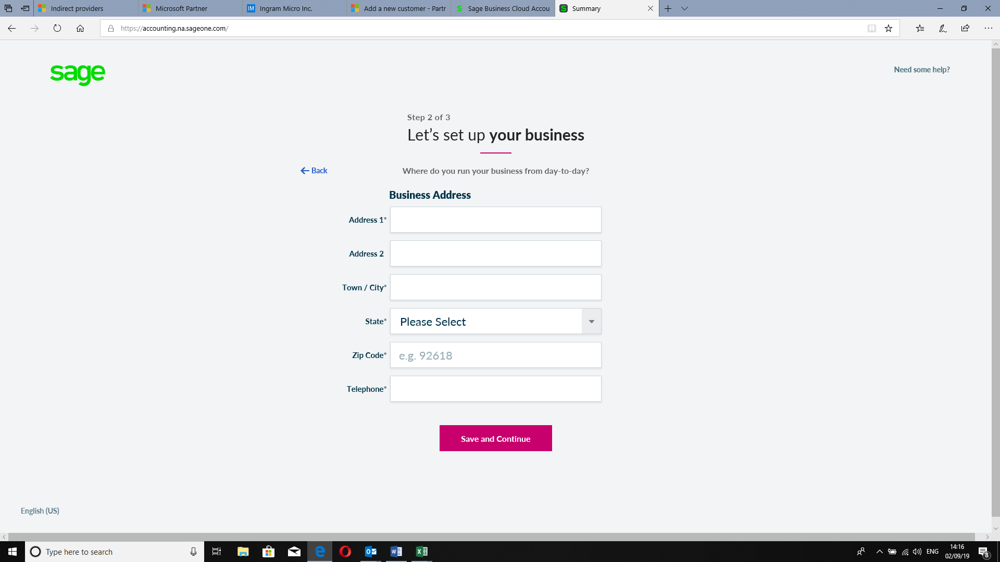 Indirect providers
Microsoft Partner
IM Ingram Micro Inc.
Add a new customer - Partr
S Sage Business Cloud Accou
S Summary
https://accounting.na.sageone.com/
sage
Need some help?
Step 2 of 3
Let's set up your business
Back
Where do you run your business from day-to-day?
Business Address
Address 1*
Address 2
Town / City*
State* Please Select
Zip Code* e.g. 92618
Telephone*
Save and Continue
English (US)
Type here to search
ENG
14:16
02/09/19
8